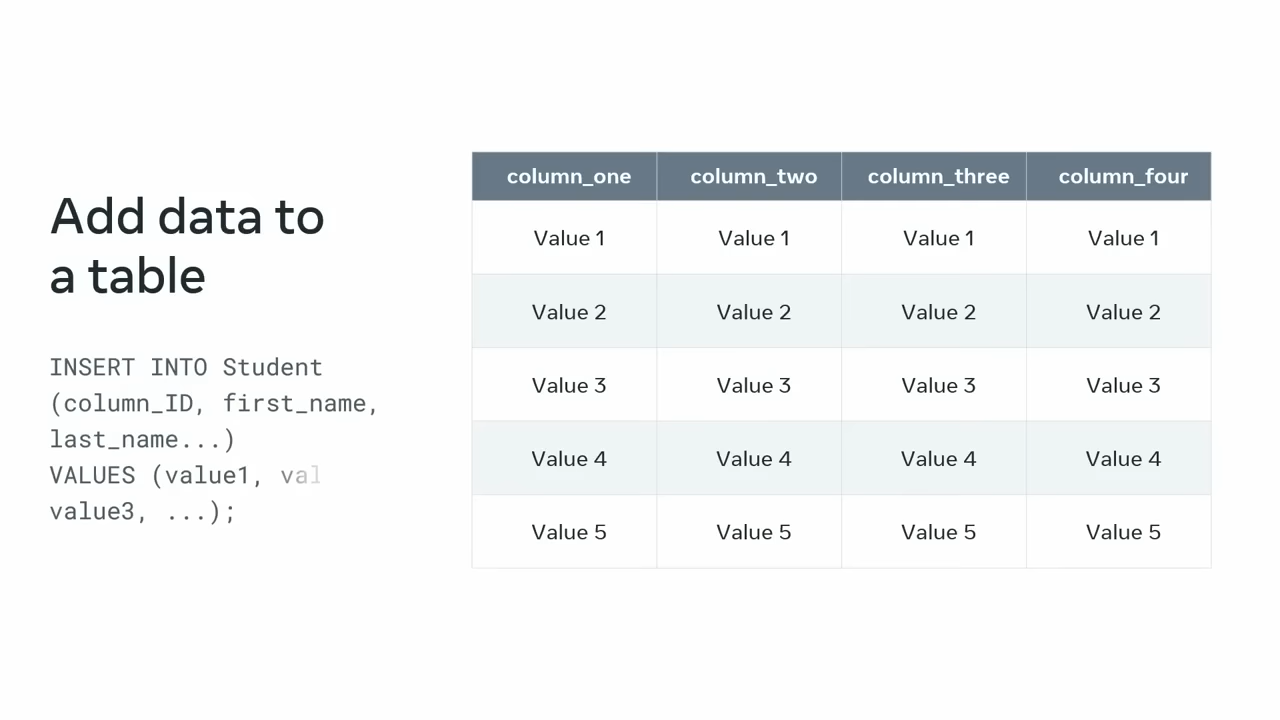 Add data to
a table
INSERT INTO Student
(column_ID, first_name,
last_name...)
VALUES (value1, val
value3, ...);
column_one column_two column_three column_four
Value 1 Value 1 Value 1 Value 1
Value 2 Value 2 Value 2 Value 2
Value 3 Value 3 Value 3 Value 3
Value 4 Value 4 Value 4 Value 4
Value 5 Value 5 Value 5 Value 5